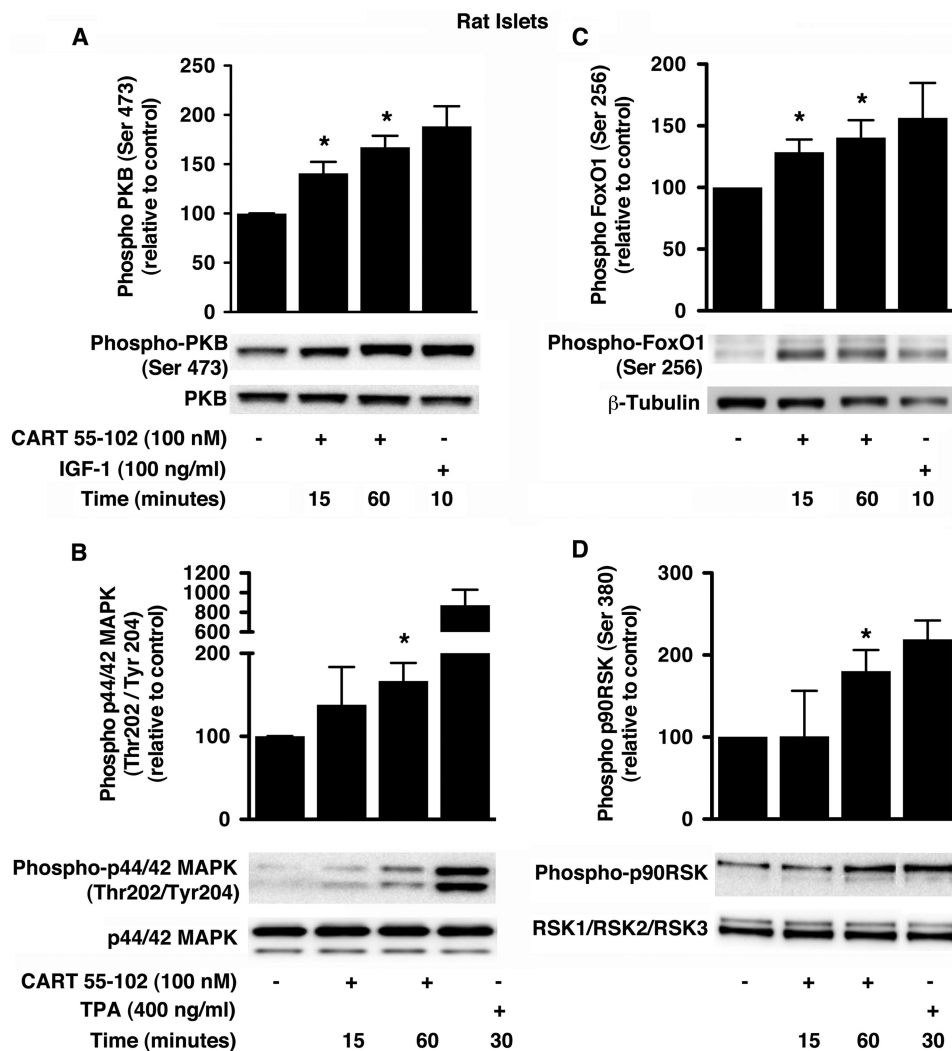 Rat Islets
A
Phospho PKB (Ser 473)
(relative to control)
250
200
150
100
50
0
*
*
Phospho-PKB
(Ser 473)
PKB
CART 55-102 (100 nM) - + + -
IGF-1 (100 ng/ml) +
Time (minutes) 15 60 10
C
Phospho FoxO1 (Ser 256)
(relative to control)
200
150
100
50
0
*
*
Phospho-FoxO1
(Ser 256)
β-Tubulin
- + + -
+
15 60 10
B
Phospho p44/42 MAPK
(Thr202 / Tyr 204)
(relative to control)
1200
1000
800
600
200
100
0
*
Phospho-p44/42 MAPK
(Thr202/Tyr204)
p44/42 MAPK
CART 55-102 (100 nM) - + + -
TPA (400 ng/ml) +
Time (minutes) 15 60 30
D
Phospho p90RSK (Ser 380)
(relative to control)
300
200
100
0
*
Phospho-p90RSK
RSK1/RSK2/RSK3
- + + -
+
15 60 30